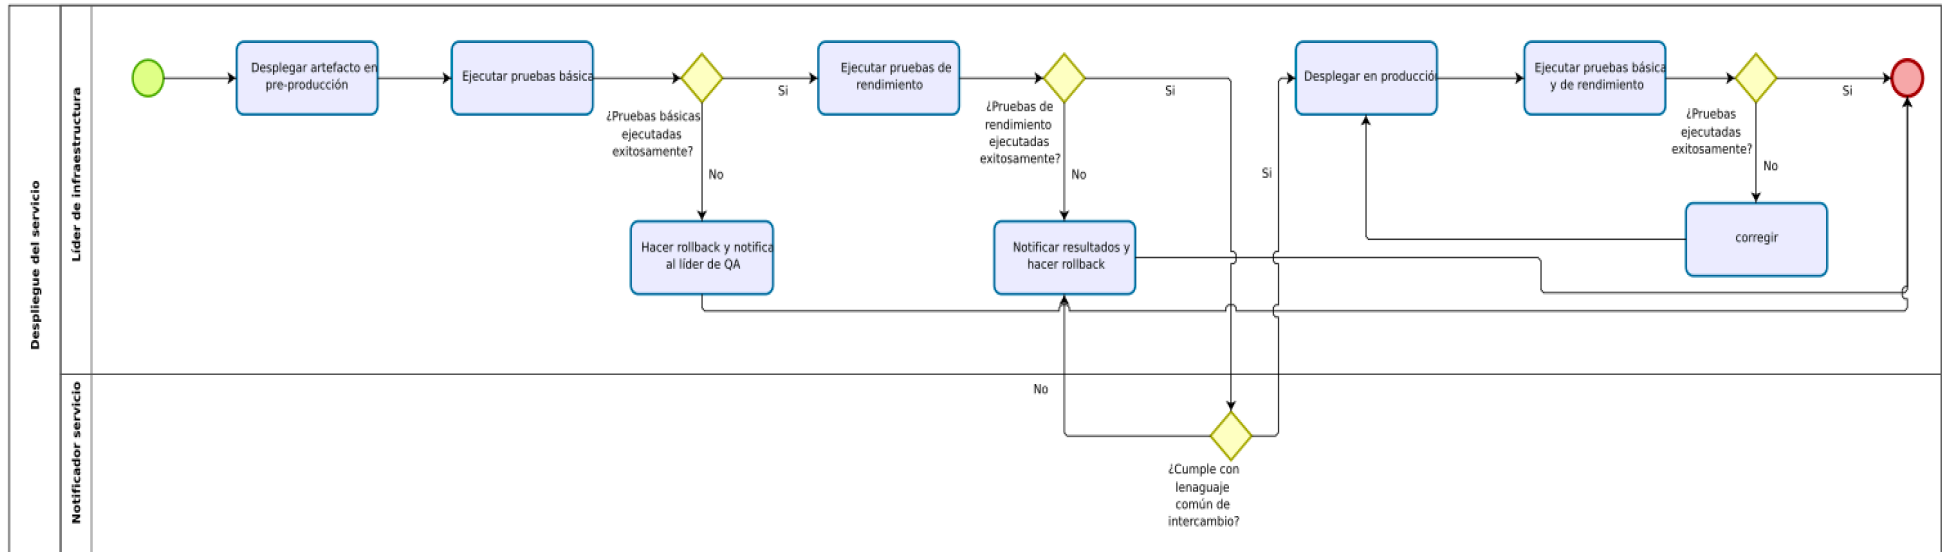 Despliegue del servicio
Líder de infraestructura
Desplegar artefacto en
pre-producción
Ejecutar pruebas básica
¿Pruebas básicas
ejecutadas
exitosamente?
Si
No
Hacer rollback y notifica
al líder de QA
Ejecutar pruebas de
rendimiento
¿Pruebas de
rendimiento
ejecutadas
exitosamente?
Si
No
Notificar resultados y
hacer rollback
Si
Desplegar en producción
Ejecutar pruebas básica
y de rendimiento
¿Pruebas
ejecutadas
exitosamente?
Si
No
corregir
Notificador servicio
No
¿Cumple con
lenaguaje
común de
intercambio?